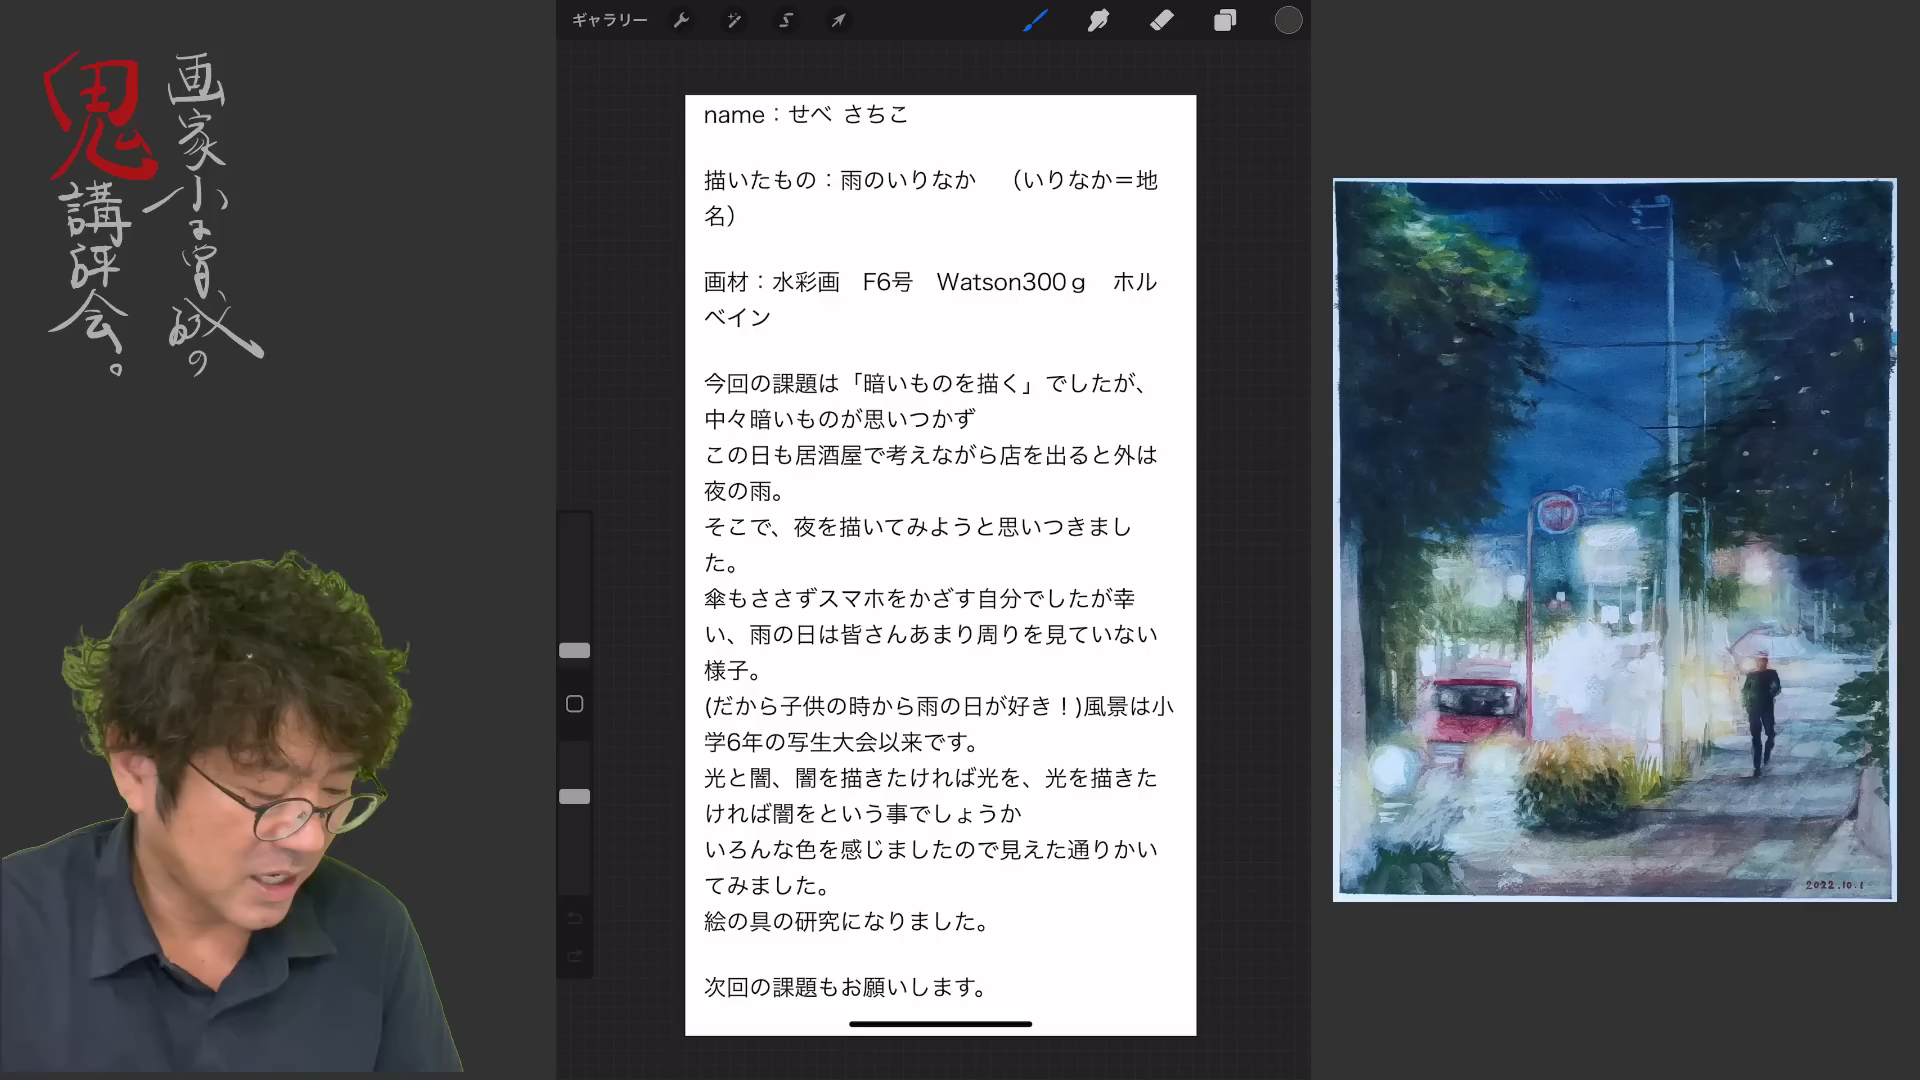 画家小木曽誠の
鬼講評会。
ギャラリー
name：せべ さちこ
描いたもの：雨のいりなか　（いりなか＝地
名）
画材：水彩画　F6号　Watson300ｇ　ホル
ベイン
今回の課題は「暗いものを描く」でしたが、
中々暗いものが思いつかず
この日も居酒屋で考えながら店を出ると外は
夜の雨。
そこで、夜を描いてみようと思いつきまし
た。
傘もささずスマホをかざす自分でしたが幸
い、雨の日は皆さんあまり周りを見ていない
様子。
(だから子供の時から雨の日が好き！)風景は小
学6年の写生大会以来です。
光と闇、闇を描きたければ光を、光を描きた
ければ闇をという事でしょうか
いろんな色を感じましたので見えた通りかい
てみました。
絵の具の研究になりました。
次回の課題もお願いします。
2022.10.1